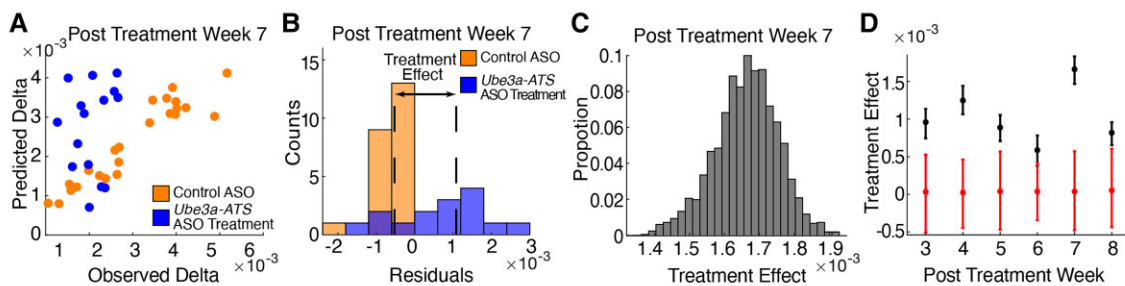 A
Post Treatment Week 7
×10⁻³
Predicted Delta
4
3
2
1
0
Control ASO
Ube3a-ATS
ASO Treatment
1 2 3 4 5 6
×10⁻³
Observed Delta
B
Post Treatment Week 7
Treatment
Effect
Control ASO
Ube3a-ATS
ASO Treatment
Counts
15
10
5
0
-2 -1 0 1 2 3
×10⁻³
Residuals
C
Post Treatment Week 7
Propotion
0.1
0.08
0.06
0.04
0.02
0
1.4 1.5 1.6 1.7 1.8 1.9
×10⁻³
Treatment Effect
D
×10⁻³
Treatment Effect
2
1.5
1
0.5
0
-0.5
3 4 5 6 7 8
Post Treatment Week